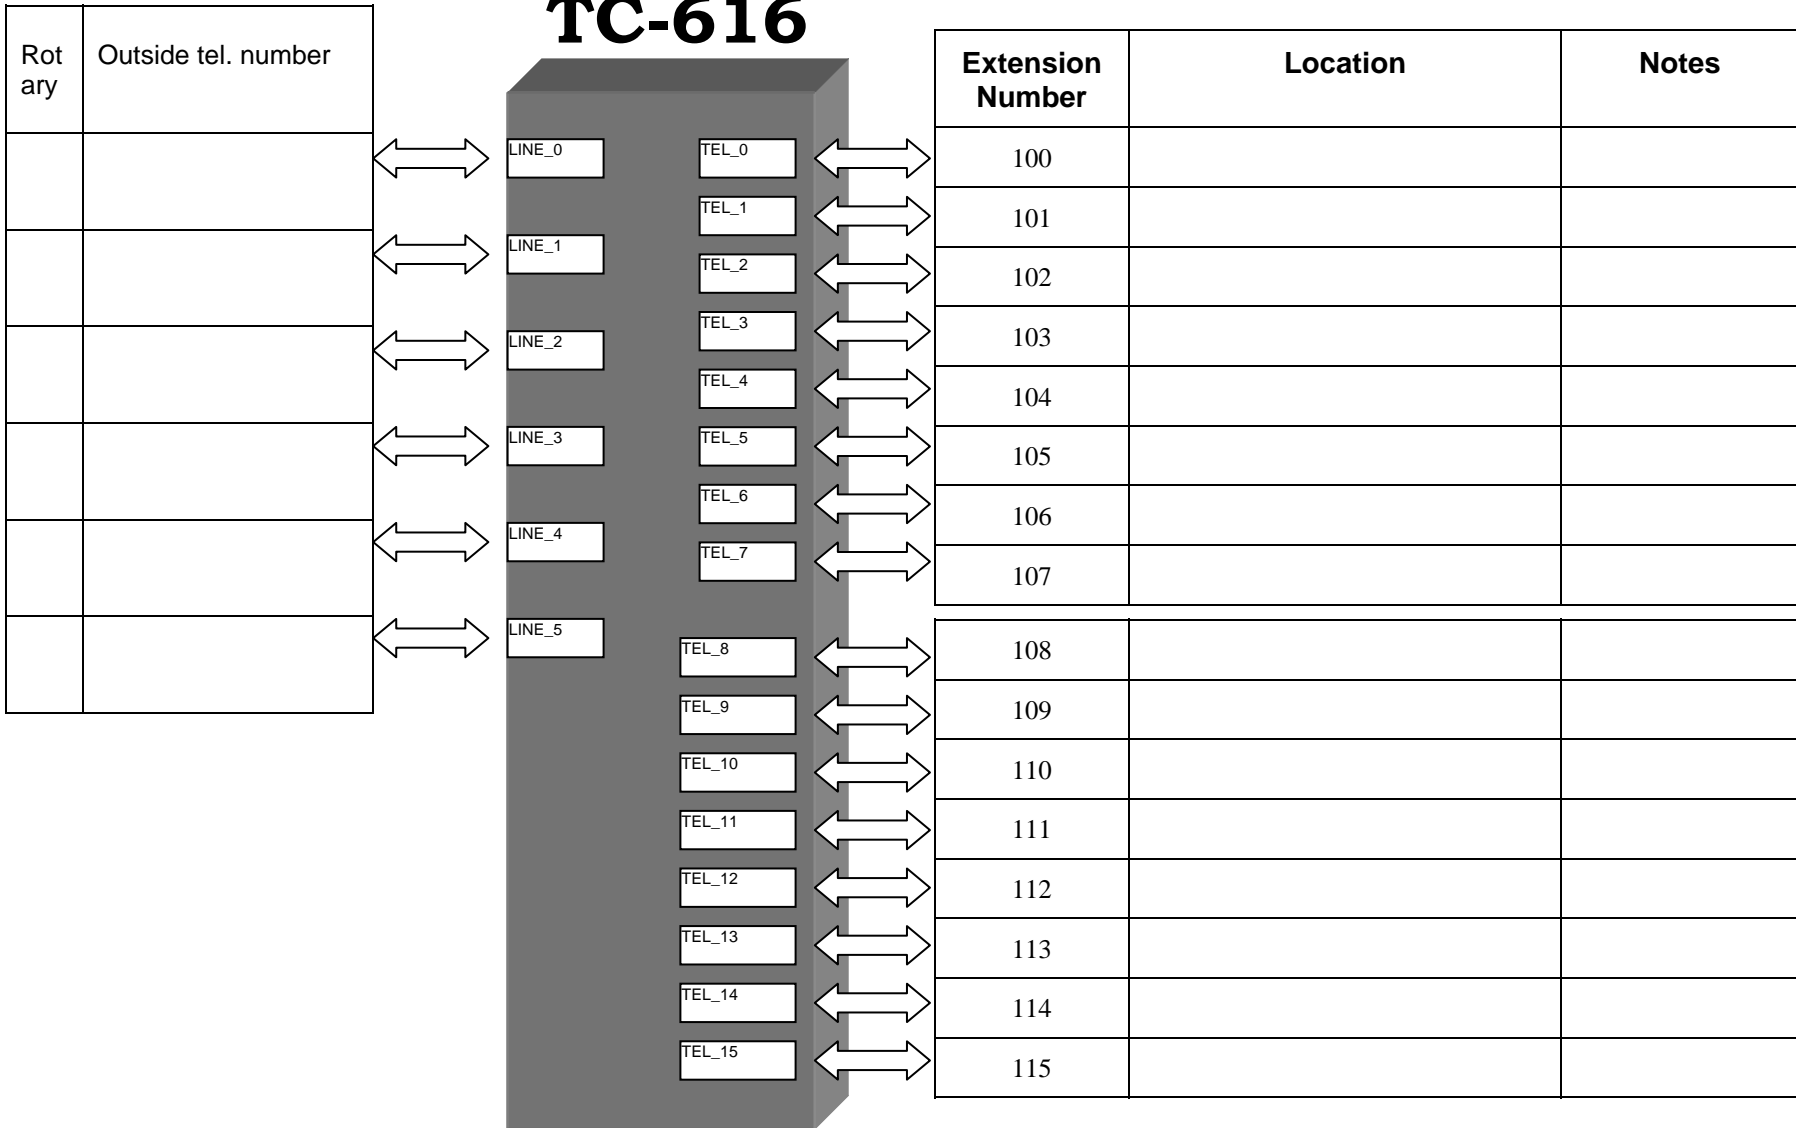 TC-616
Rot
ary
Outside tel. number
LINE_0
LINE_1
LINE_2
LINE_3
LINE_4
LINE_5
TEL_0
TEL_1
TEL_2
TEL_3
TEL_4
TEL_5
TEL_6
TEL_7
TEL_8
TEL_9
TEL_10
TEL_11
TEL_12
TEL_13
TEL_14
TEL_15
Extension
Number
Location
Notes
100
101
102
103
104
105
106
107
108
109
110
111
112
113
114
115